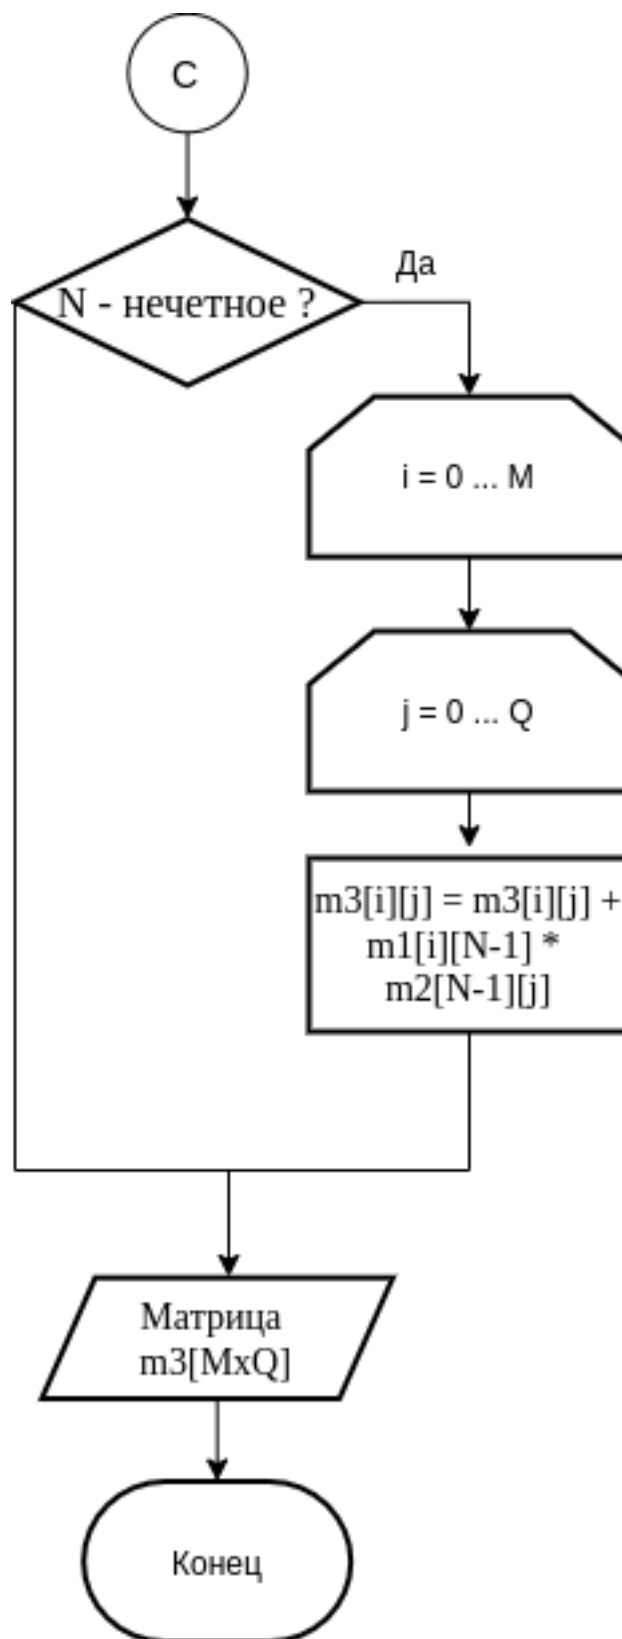 C
N - нечетное ?
Да
i = 0 ... M
j = 0 ... Q
m3[i][j] = m3[i][j] +
m1[i][N-1] *
m2[N-1][j]
Матрица
m3[MxQ]
Конец